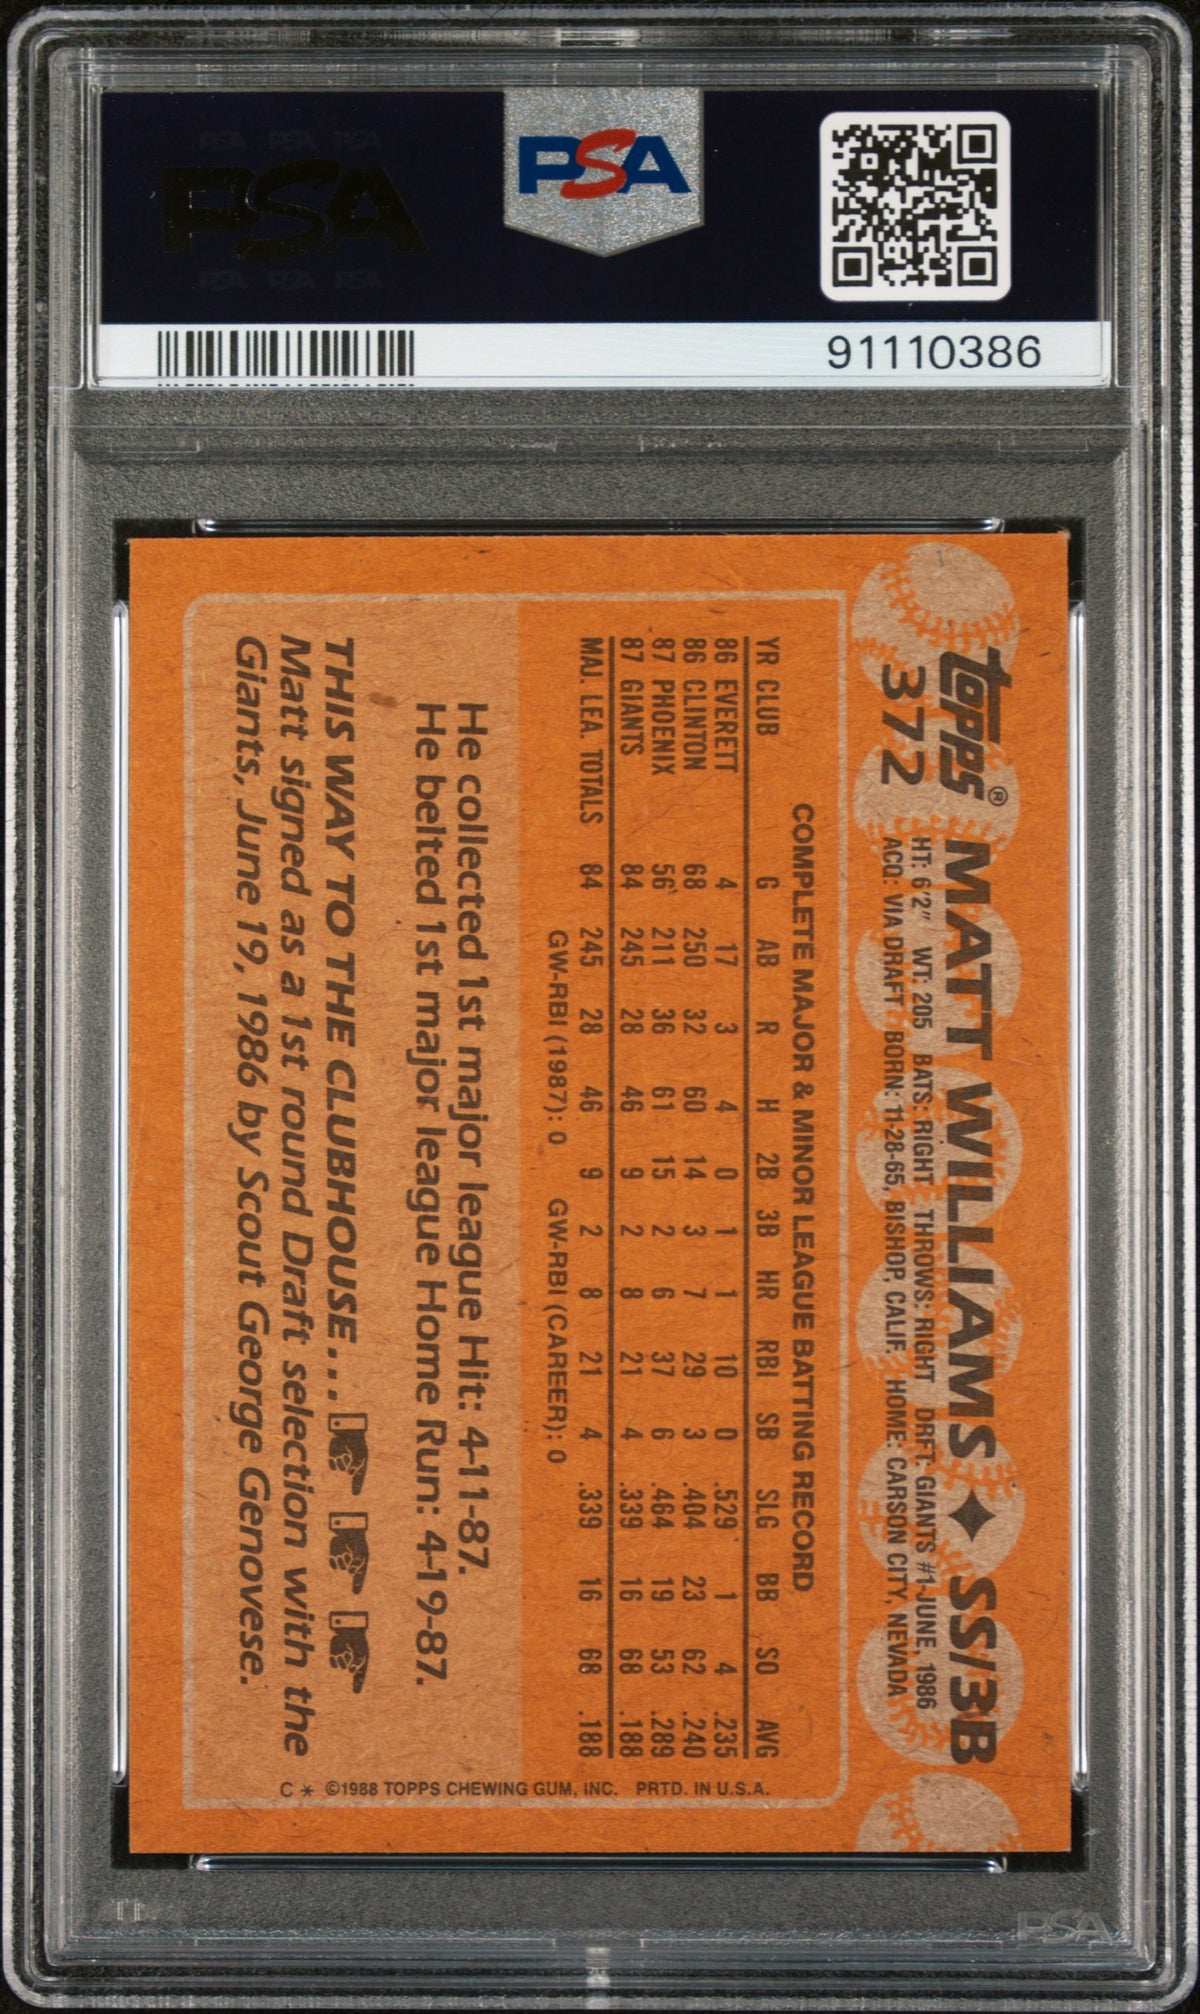 PSA PSA PSA
PSA
PSA PSA PSA
PSA
91110386
topps®
372
MATT WILLIAMS ✦ SS/3B
HT: 6'2" WT: 205 BATS: RIGHT THROWS: RIGHT DRFT: GIANTS #1-JUNE, 1986
ACQ: VIA DRAFT BORN: 11-28-65, BISHOP, CALIF. HOME: CARSON CITY, NEVADA
COMPLETE MAJOR & MINOR LEAGUE BATTING RECORD
YR CLUB G AB R H 2B 3B HR RBI SB SLG BB SO AVG
86 EVERETT 4 17 3 4 0 1 1 10 0 .529 1 4 .235
86 CLINTON 68 250 32 60 14 3 7 29 3 .404 23 62 .240
87 PHOENIX 56 211 36 61 15 2 6 37 6 .464 19 53 .289
87 GIANTS 84 245 28 46 9 2 8 21 4 .339 16 68 .188
MAJ. LEA. TOTALS 84 245 28 46 9 2 8 21 4 .339 16 68 .188
GW-RBI (1987): 0 GW-RBI (CAREER): 0
He collected 1st major league Hit: 4-11-87.
He belted 1st major league Home Run: 4-19-87.
THIS WAY TO THE CLUBHOUSE...
Matt signed as a 1st round Draft selection with the
Giants, June 19, 1986 by Scout George Genovese.
C * ©1988 TOPPS CHEWING GUM, INC. PRTD. IN U.S.A.
PSA